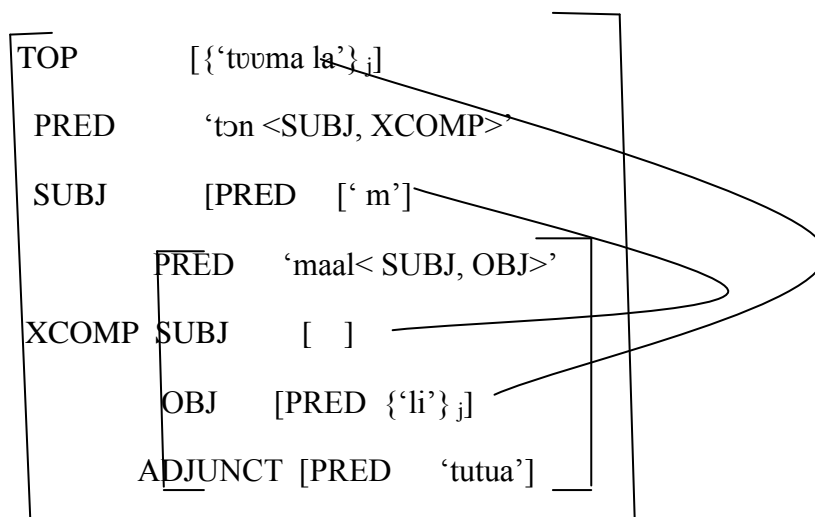 TOP [{‘tʋʋma la’} j]
PRED ‘tɔn <SUBJ, XCOMP>’
SUBJ [PRED [‘ m’]
PRED ‘maal< SUBJ, OBJ>’
XCOMP SUBJ [ ]
OBJ [PRED {‘li’} j]
ADJUNCT [PRED ‘tutua’]